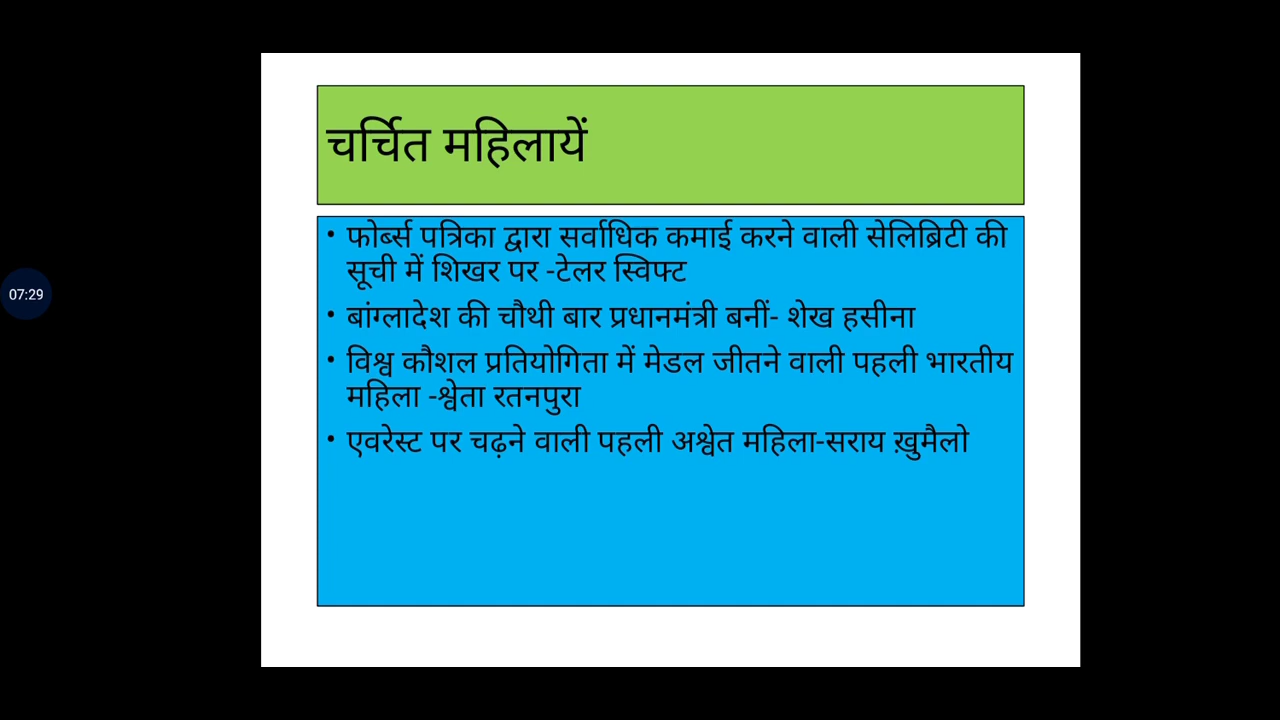 चर्चित महिलायें
• फोर्ब्स पत्रिका द्वारा सर्वाधिक कमाई करने वाली सेलिब्रिटी की
सूची में शिखर पर -टेलर स्विफ्ट
• बांग्लादेश की चौथी बार प्रधानमंत्री बनीं- शेख हसीना
• विश्व कौशल प्रतियोगिता में मेडल जीतने वाली पहली भारतीय
महिला -श्वेता रतनपुरा
• एवरेस्ट पर चढ़ने वाली पहली अश्वेत महिला-सराय ख़ुमैलो
07:29